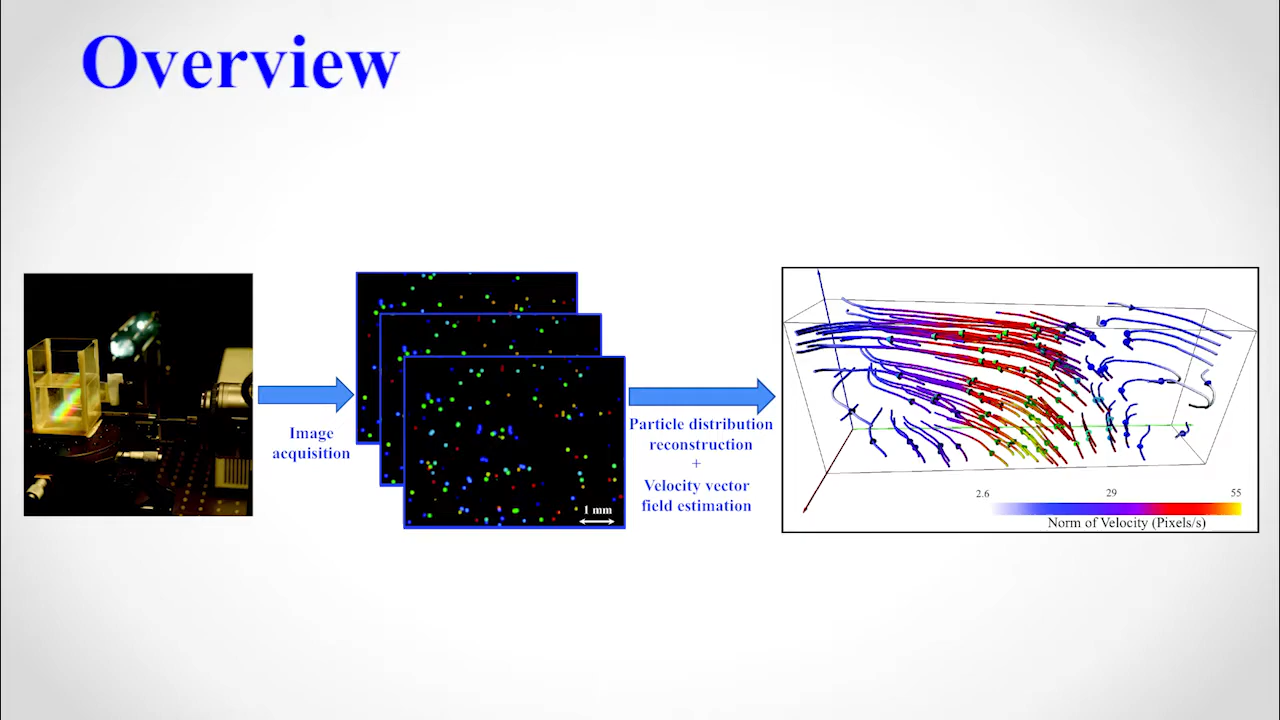 Overview
Image
acquisition
1 mm
Particle distribution
reconstruction
+
Velocity vector
field estimation
2.6 29 55
Norm of Velocity (Pixels/s)